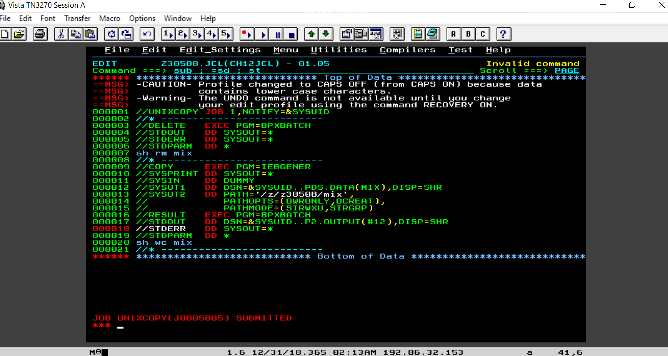 Vista TN3270 Session A
File Edit Font Transfer Macro Options Window Help
File Edit Edit_Settings Menu Utilities Compilers Test Help
EDIT Z30508.JCL(CH12JCL) - 01.05 Invalid command
Command ===> sub ; =sd ; st Scroll ===> PAGE
****** **************************** Top of Data ****************************
==MSG> -CAUTION- Profile changed to CAPS OFF (from CAPS ON) because data
==MSG> contains lower case characters.
==MSG> -Warning- The UNDO command is not available until you change
==MSG> your edit profile using the command RECOVERY ON.
000001 //UNIXCOPY JOB 1,NOTIFY=&SYSUID
000002 //* ----------------------------
000003 //DELETE EXEC PGM=BPXBATCH
000004 //STDOUT DD SYSOUT=*
000005 //STDERR DD SYSOUT=*
000006 //STDPARM DD *
000007 sh rm mix
000008 //* ----------------------------
000009 //COPY EXEC PGM=IEBGENER
000010 //SYSPRINT DD SYSOUT=*
000011 //SYSIN DD DUMMY
000012 //SYSUT1 DD DSN=&SYSUID..PDS.DATA(MIX),DISP=SHR
000013 //SYSUT2 DD PATH='/z/z30508/mix',
000014 // PATHOPTS=(OWRONLY,OCREAT),
000015 // PATHMODE=(SIRWXU,SIRGRP)
000016 //RESULT EXEC PGM=BPXBATCH
000017 //STDOUT DD DSN=&SYSUID..P2.OUTPUT(#12),DISP=SHR
000018 //STDERR DD SYSOUT=*
000019 //STDPARM DD *
000020 sh wc mix
000021 //* ----------------------------
****** *************************** Bottom of Data ***************************
JOB UNIXCOPY(JOB05805) SUBMITTED
*** _
MA 1.6 12/31/18.365 02:13AM 192.86.32.153 a 41,6